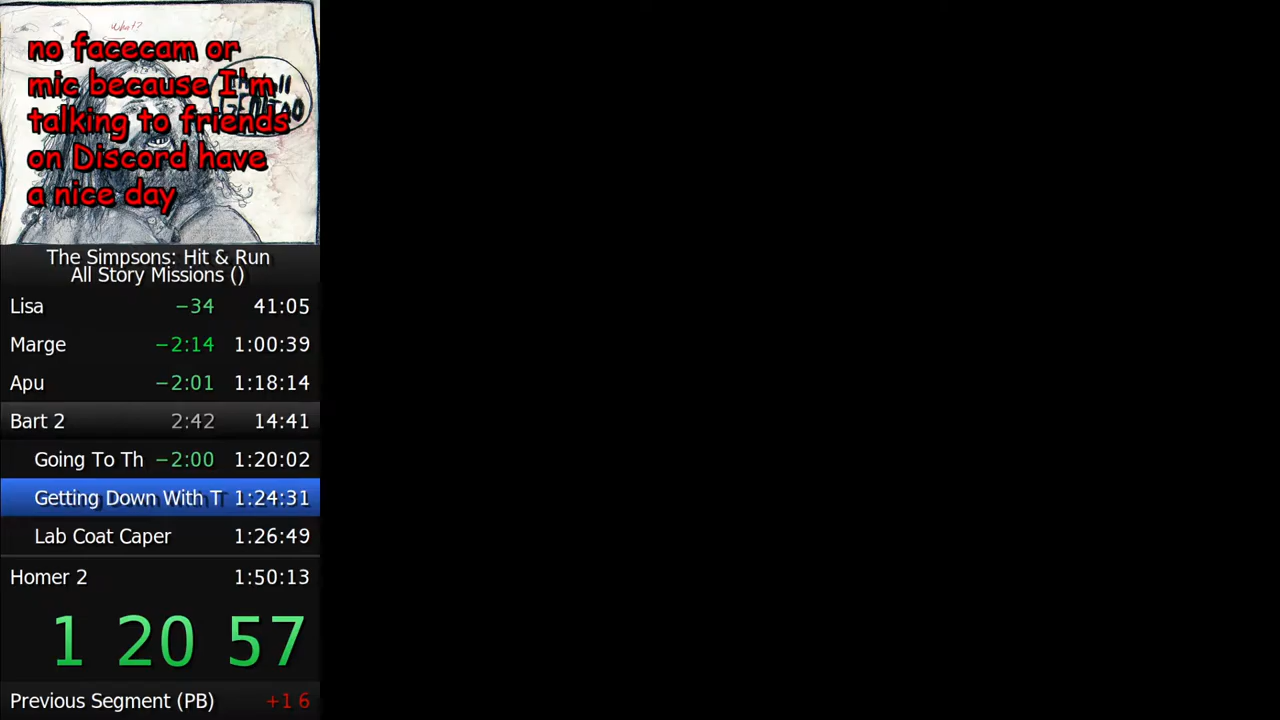 what?
no facecam or
mic because I'm
talking to friends
on Discord have
a nice day
The Simpsons: Hit & Run
All Story Missions ()
Lisa −34 41:05
Marge −2:14 1:00:39
Apu −2:01 1:18:14
Bart 2 2:42 14:41
Going To Th −2:00 1:20:02
Getting Down With T 1:24:31
Lab Coat Caper 1:26:49
Homer 2 1:50:13
1 20 57
Previous Segment (PB) +1 6